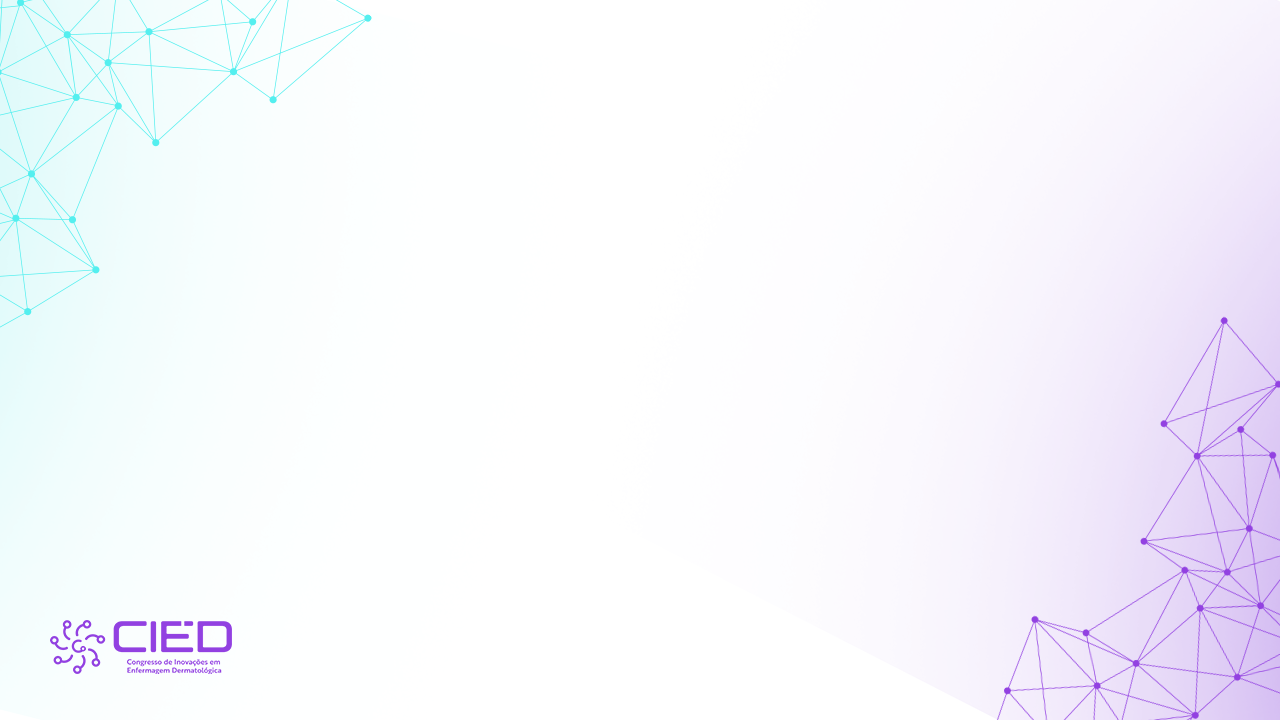 CIED
Congresso de Inovações em
Enfermagem Dermatológica